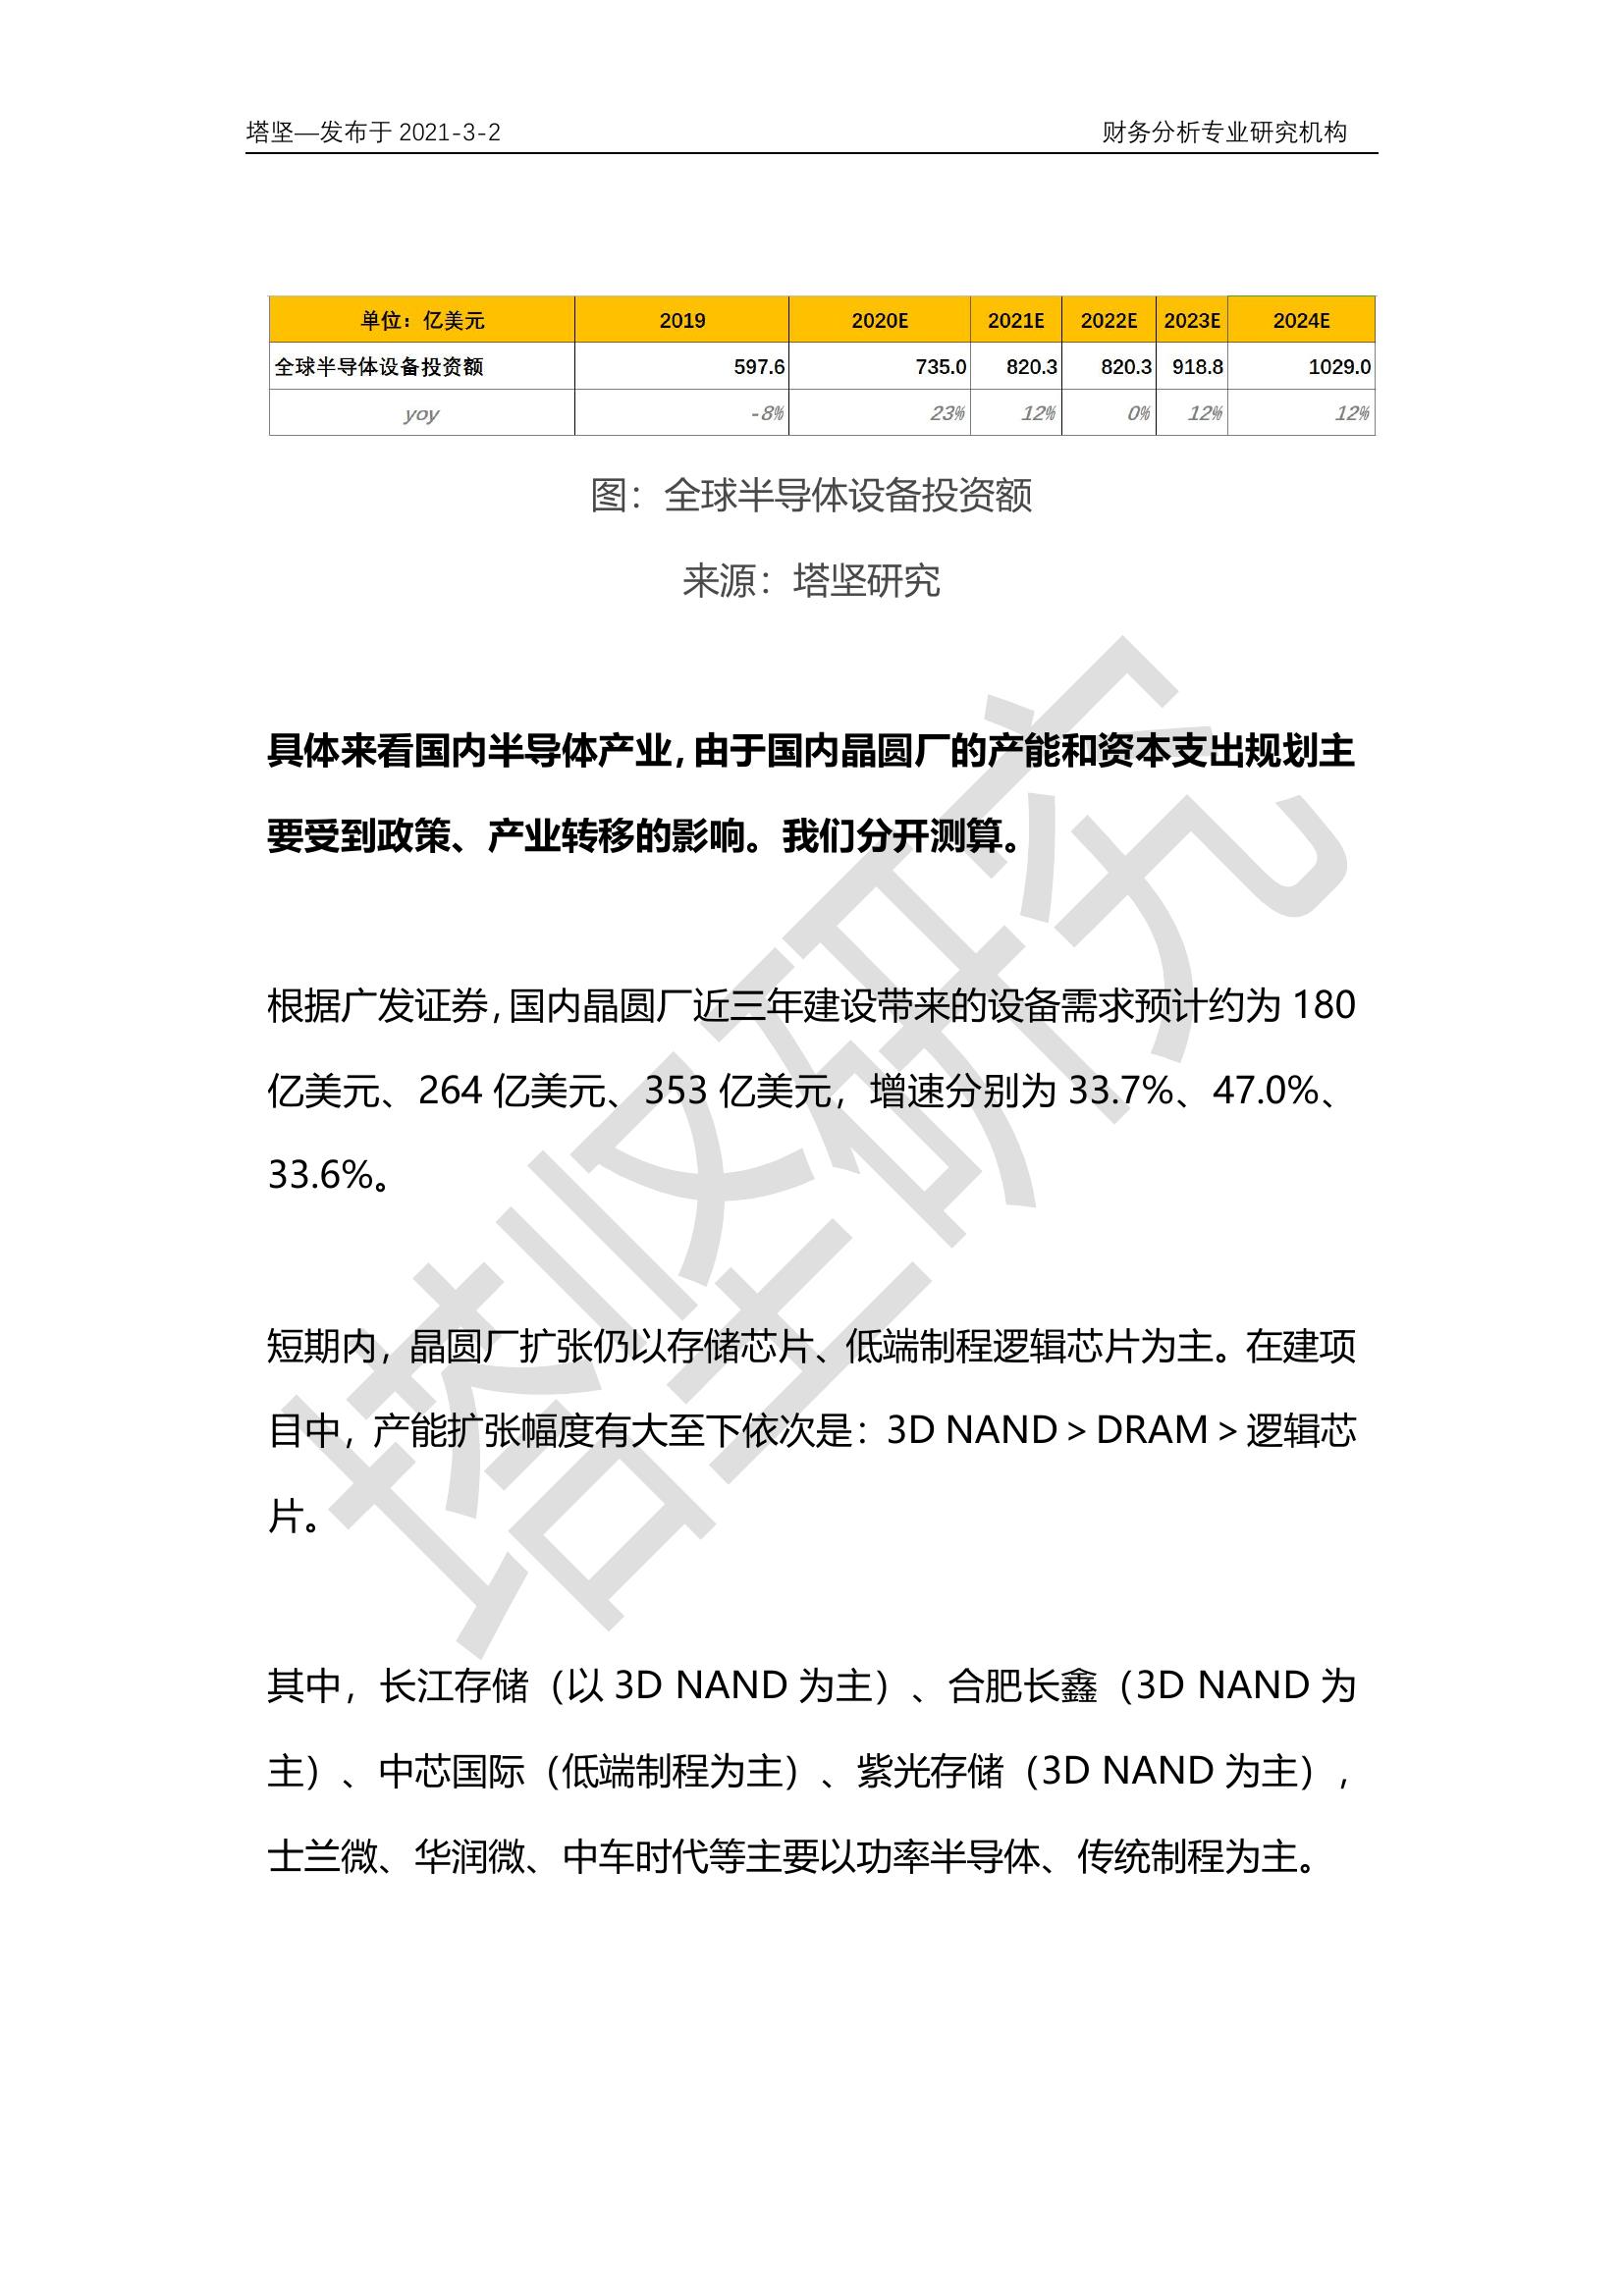 塔坚—发布于 2021-3-2 财务分析专业研究机构
单位：亿美元 2019 2020E 2021E 2022E 2023E 2024E
全球半导体设备投资额 597.6 735.0 820.3 820.3 918.8 1029.0
yoy -8% 23% 12% 0% 12% 12%
图：全球半导体设备投资额
来源：塔坚研究
具体来看国内半导体产业，由于国内晶圆厂的产能和资本支出规划主
要受到政策、产业转移的影响。我们分开测算。
根据广发证券，国内晶圆厂近三年建设带来的设备需求预计约为 180
亿美元、264 亿美元、353 亿美元，增速分别为 33.7%、47.0%、
33.6%。
短期内，晶圆厂扩张仍以存储芯片、低端制程逻辑芯片为主。在建项
目中，产能扩张幅度有大至下依次是：3D NAND＞DRAM＞逻辑芯
片。
其中，长江存储（以 3D NAND 为主）、合肥长鑫（3D NAND 为
主）、中芯国际（低端制程为主）、紫光存储（3D NAND 为主），
士兰微、华润微、中车时代等主要以功率半导体、传统制程为主。
塔坚研究